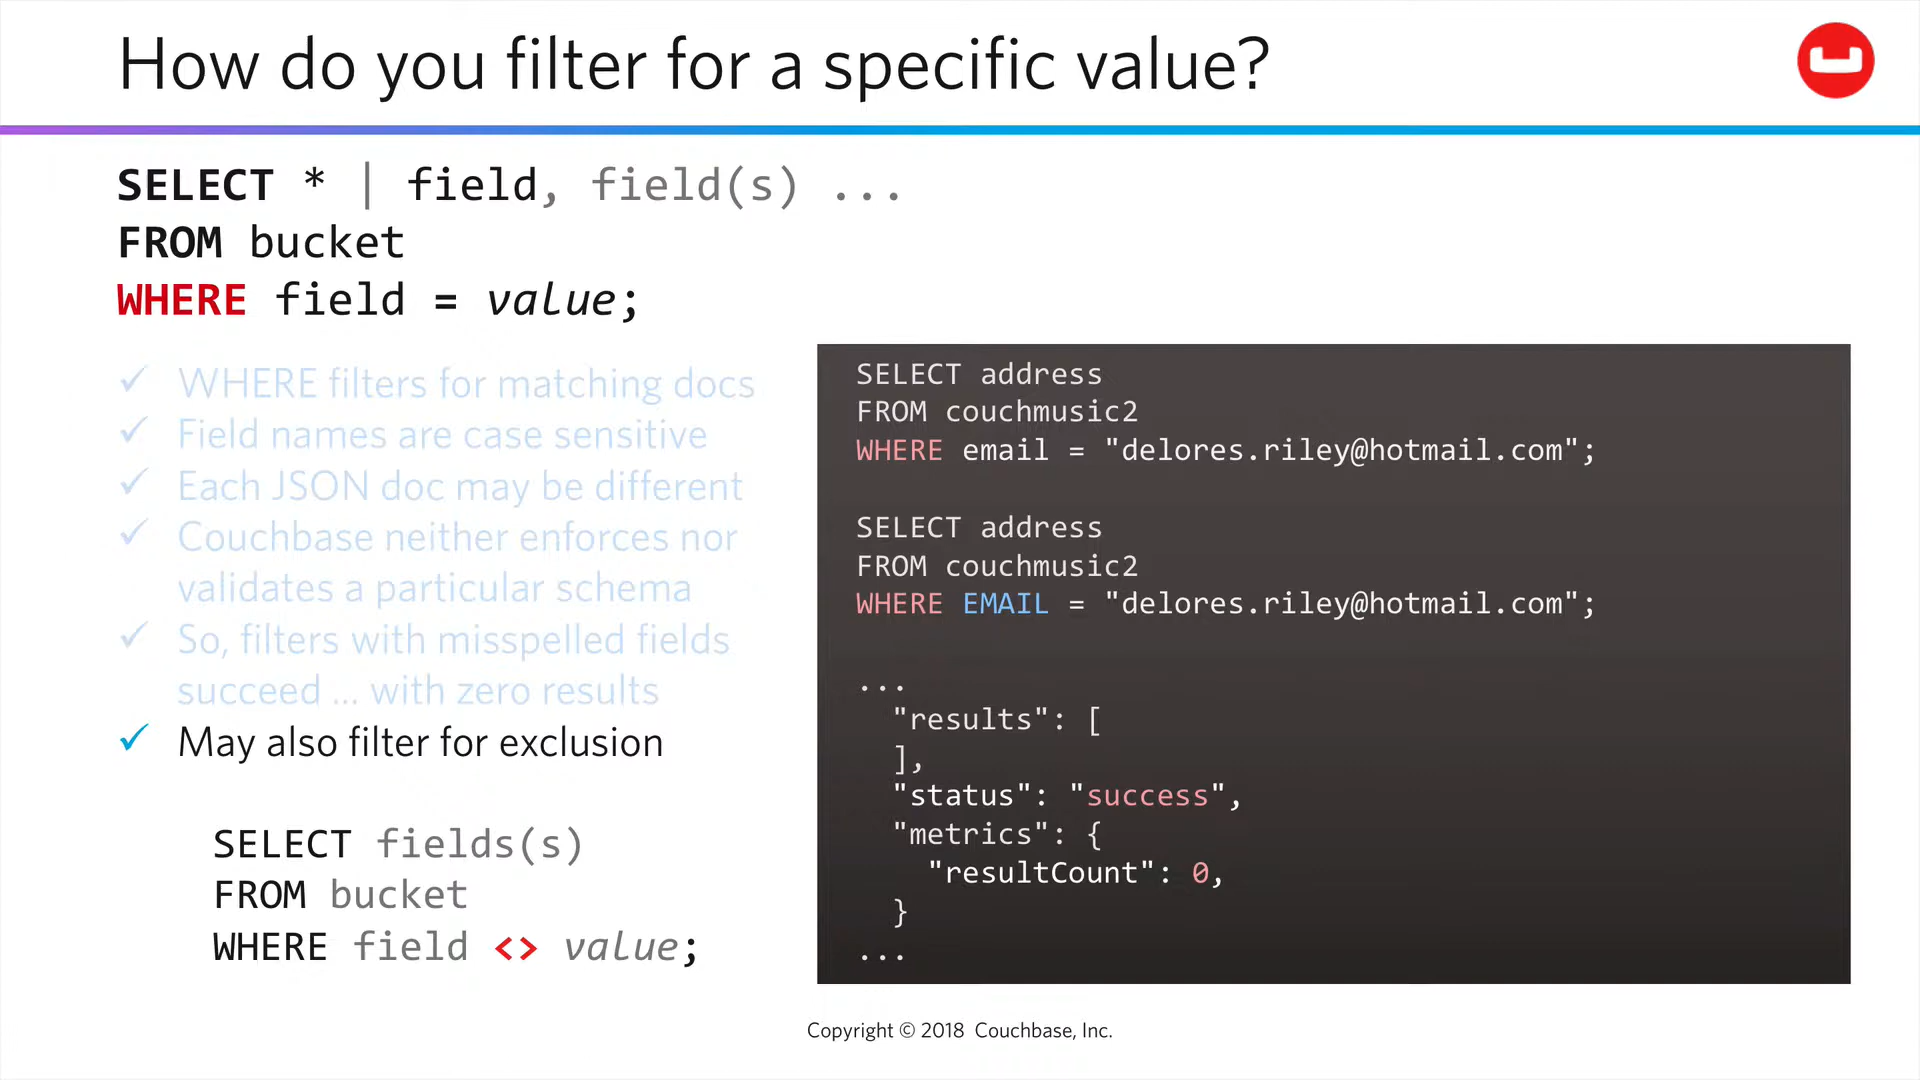 How do you filter for a specific value?
SELECT * | field, field(s) ...
FROM bucket
WHERE field = value;
✓ WHERE filters for matching docs
✓ Field names are case sensitive
✓ Each JSON doc may be different
✓ Couchbase neither enforces nor
validates a particular schema
✓ So, filters with misspelled fields
succeed ... with zero results
✓ May also filter for exclusion
SELECT fields(s)
FROM bucket
WHERE field <> value;
SELECT address
FROM couchmusic2
WHERE email = "delores.riley@hotmail.com";
SELECT address
FROM couchmusic2
WHERE EMAIL = "delores.riley@hotmail.com";
...
"results": [
],
"status": "success",
"metrics": {
"resultCount": 0,
}
...
Copyright © 2018 Couchbase, Inc.